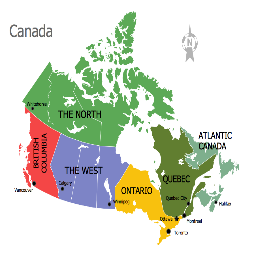 Canada
N
Whitehorse
THE NORTH
BRITISH
COLUMBIA
THE WEST
ATLANTIC
CANADA
QUEBEC
ONTARIO
Vancouver
Calgary
Winnipeg
Quebec City
Halifax
Ottawa
Montreal
Toronto